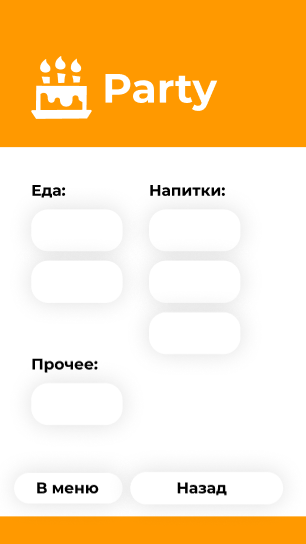 Party
Еда:
Напитки:
Прочее:
В меню
Назад